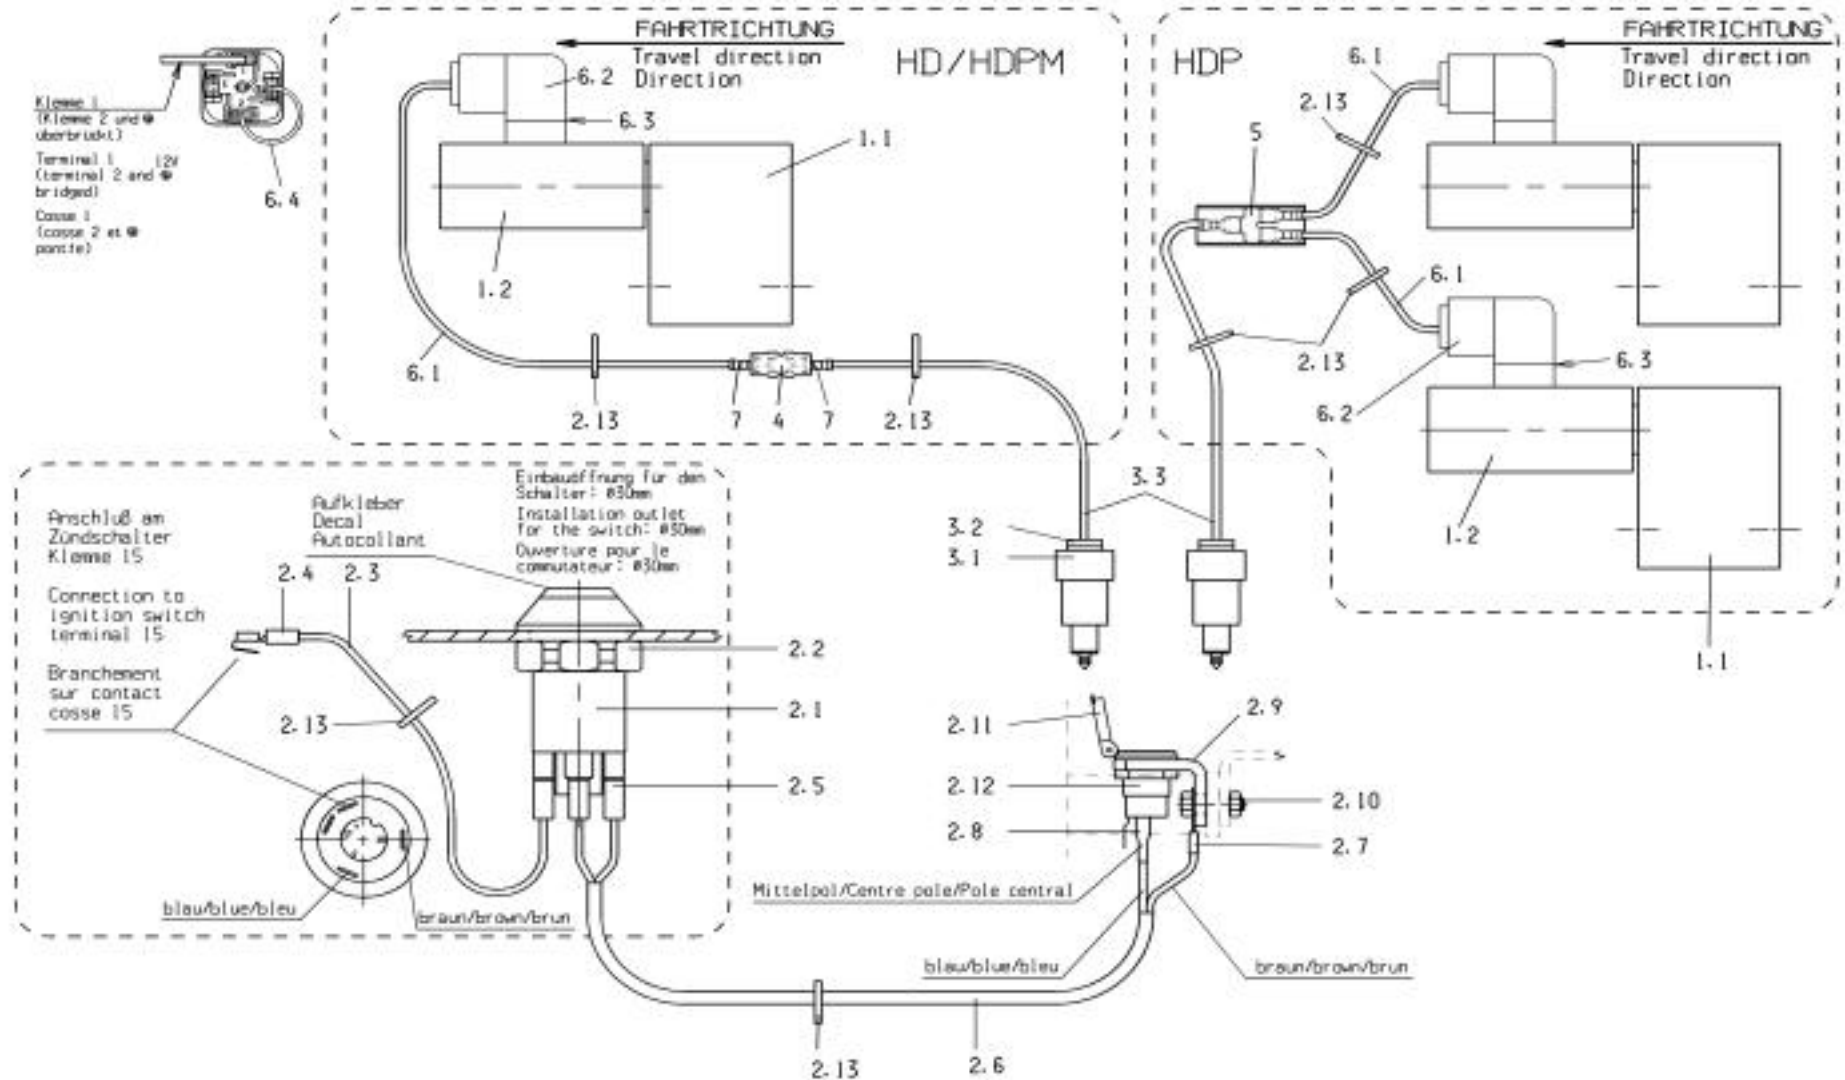 FAHRTRICHTUNG
Travel direction
Direction
HD/HDPM
HDP
FAHRTRICHTUNG
Travel direction
Direction
Klemme 1
(Klemme 2 und
überbrückt)
Terminal 1 12V
(terminal 2 and
bridged)
Cosse 1
(cosse 2 et
6.4
6.2
6.3
1.1
1.2
6.1
2.13
7
4
7
2.13
6.1
2.13
5
6.1
2.13
6.3
6.2
1.2
1.1
3.3
3.2
3.1
Anschluß am
Zündschalter
Klemme 15
Connection to
ignition switch
terminal 15
Branchement
sur contact
cosse 15
Aufkleber
Decal
Autocollant
Einbauöffnung für den
Schalter: ø30mm
Installation outlet
for the switch: ø30mm
Ouverture pour le
commutateur: ø30mm
2.4
2.3
2.2
2.1
2.13
2.5
blau/blue/bleu
braun/brown/brun
2.11
2.9
2.12
2.10
2.8
2.7
Mittelpol/Centre pole/Pole central
blau/blue/bleu
braun/brown/brun
2.13
2.6